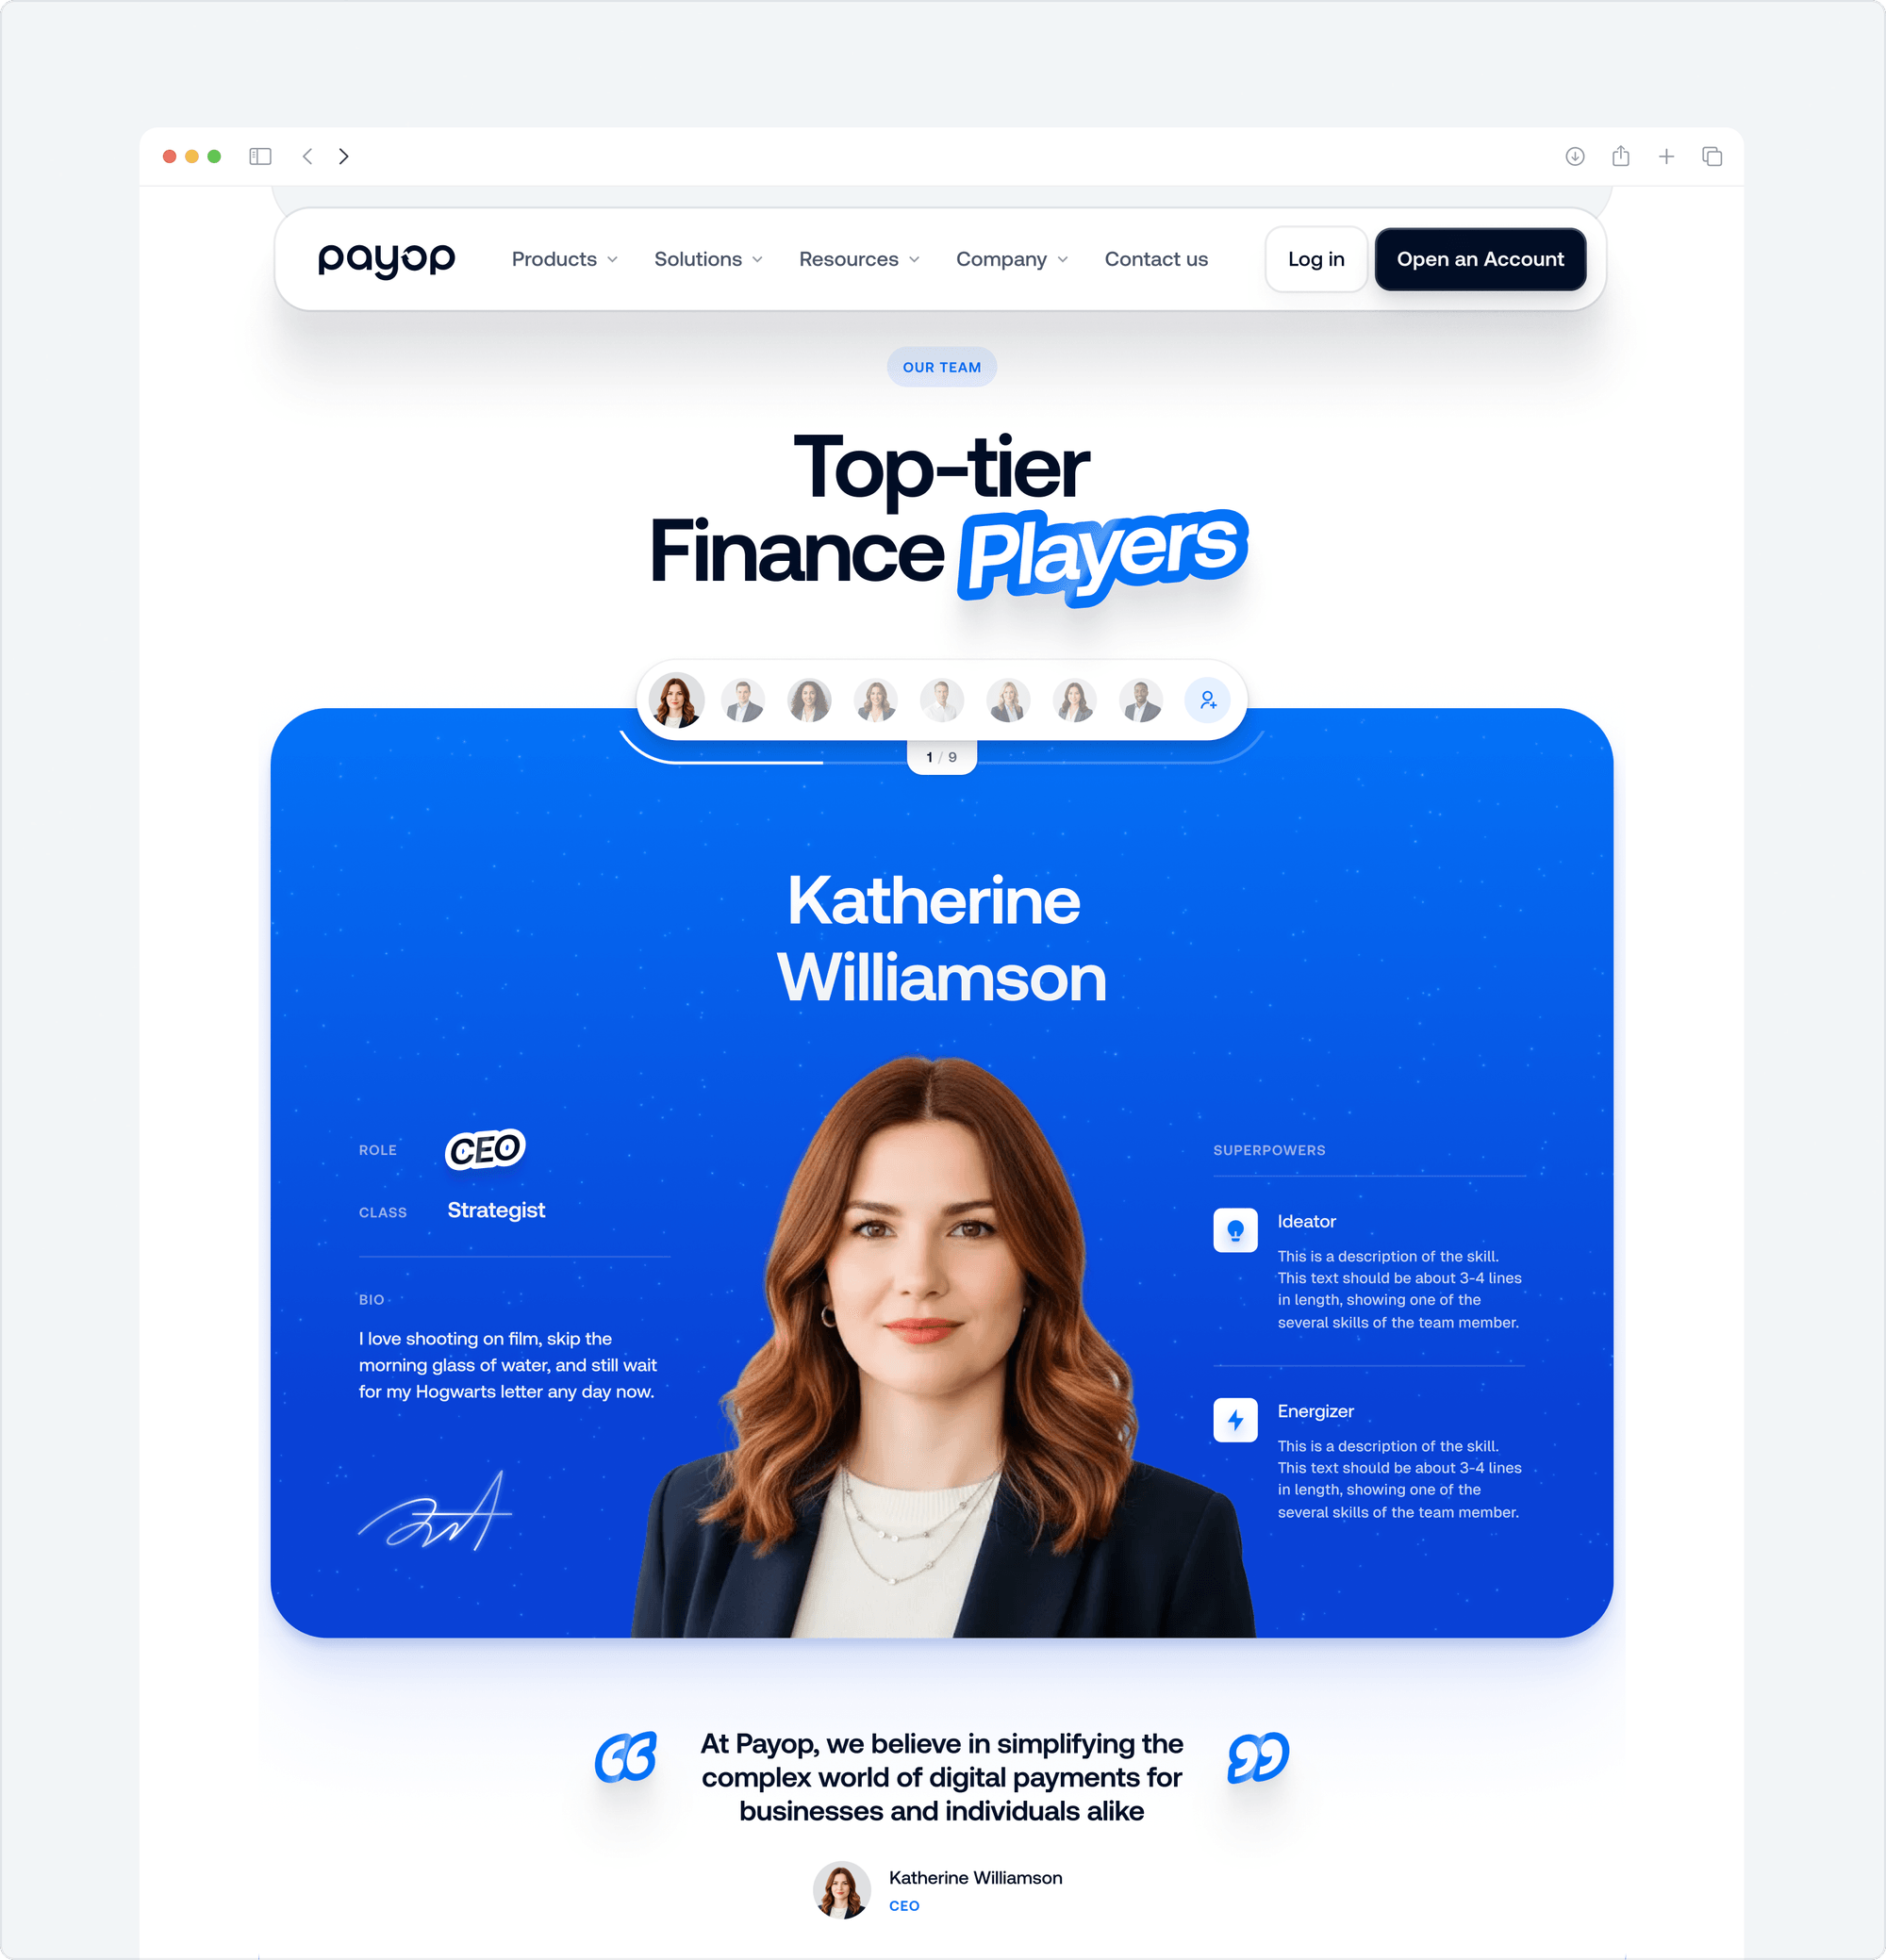 payop
Products
Solutions
Resources
Company
Contact us
Log in
Open an Account
OUR TEAM
Top-tier
Finance Players
1 / 9
Katherine
Williamson
ROLE
CEO
CLASS
Strategist
BIO
I love shooting on film, skip the
morning glass of water, and still wait
for my Hogwarts letter any day now.
SUPERPOWERS
Ideator
This is a description of the skill.
This text should be about 3-4 lines
in length, showing one of the
several skills of the team member.
Energizer
This is a description of the skill.
This text should be about 3-4 lines
in length, showing one of the
several skills of the team member.
“
At Payop, we believe in simplifying the
complex world of digital payments for
businesses and individuals alike
”
Katherine Williamson
CEO